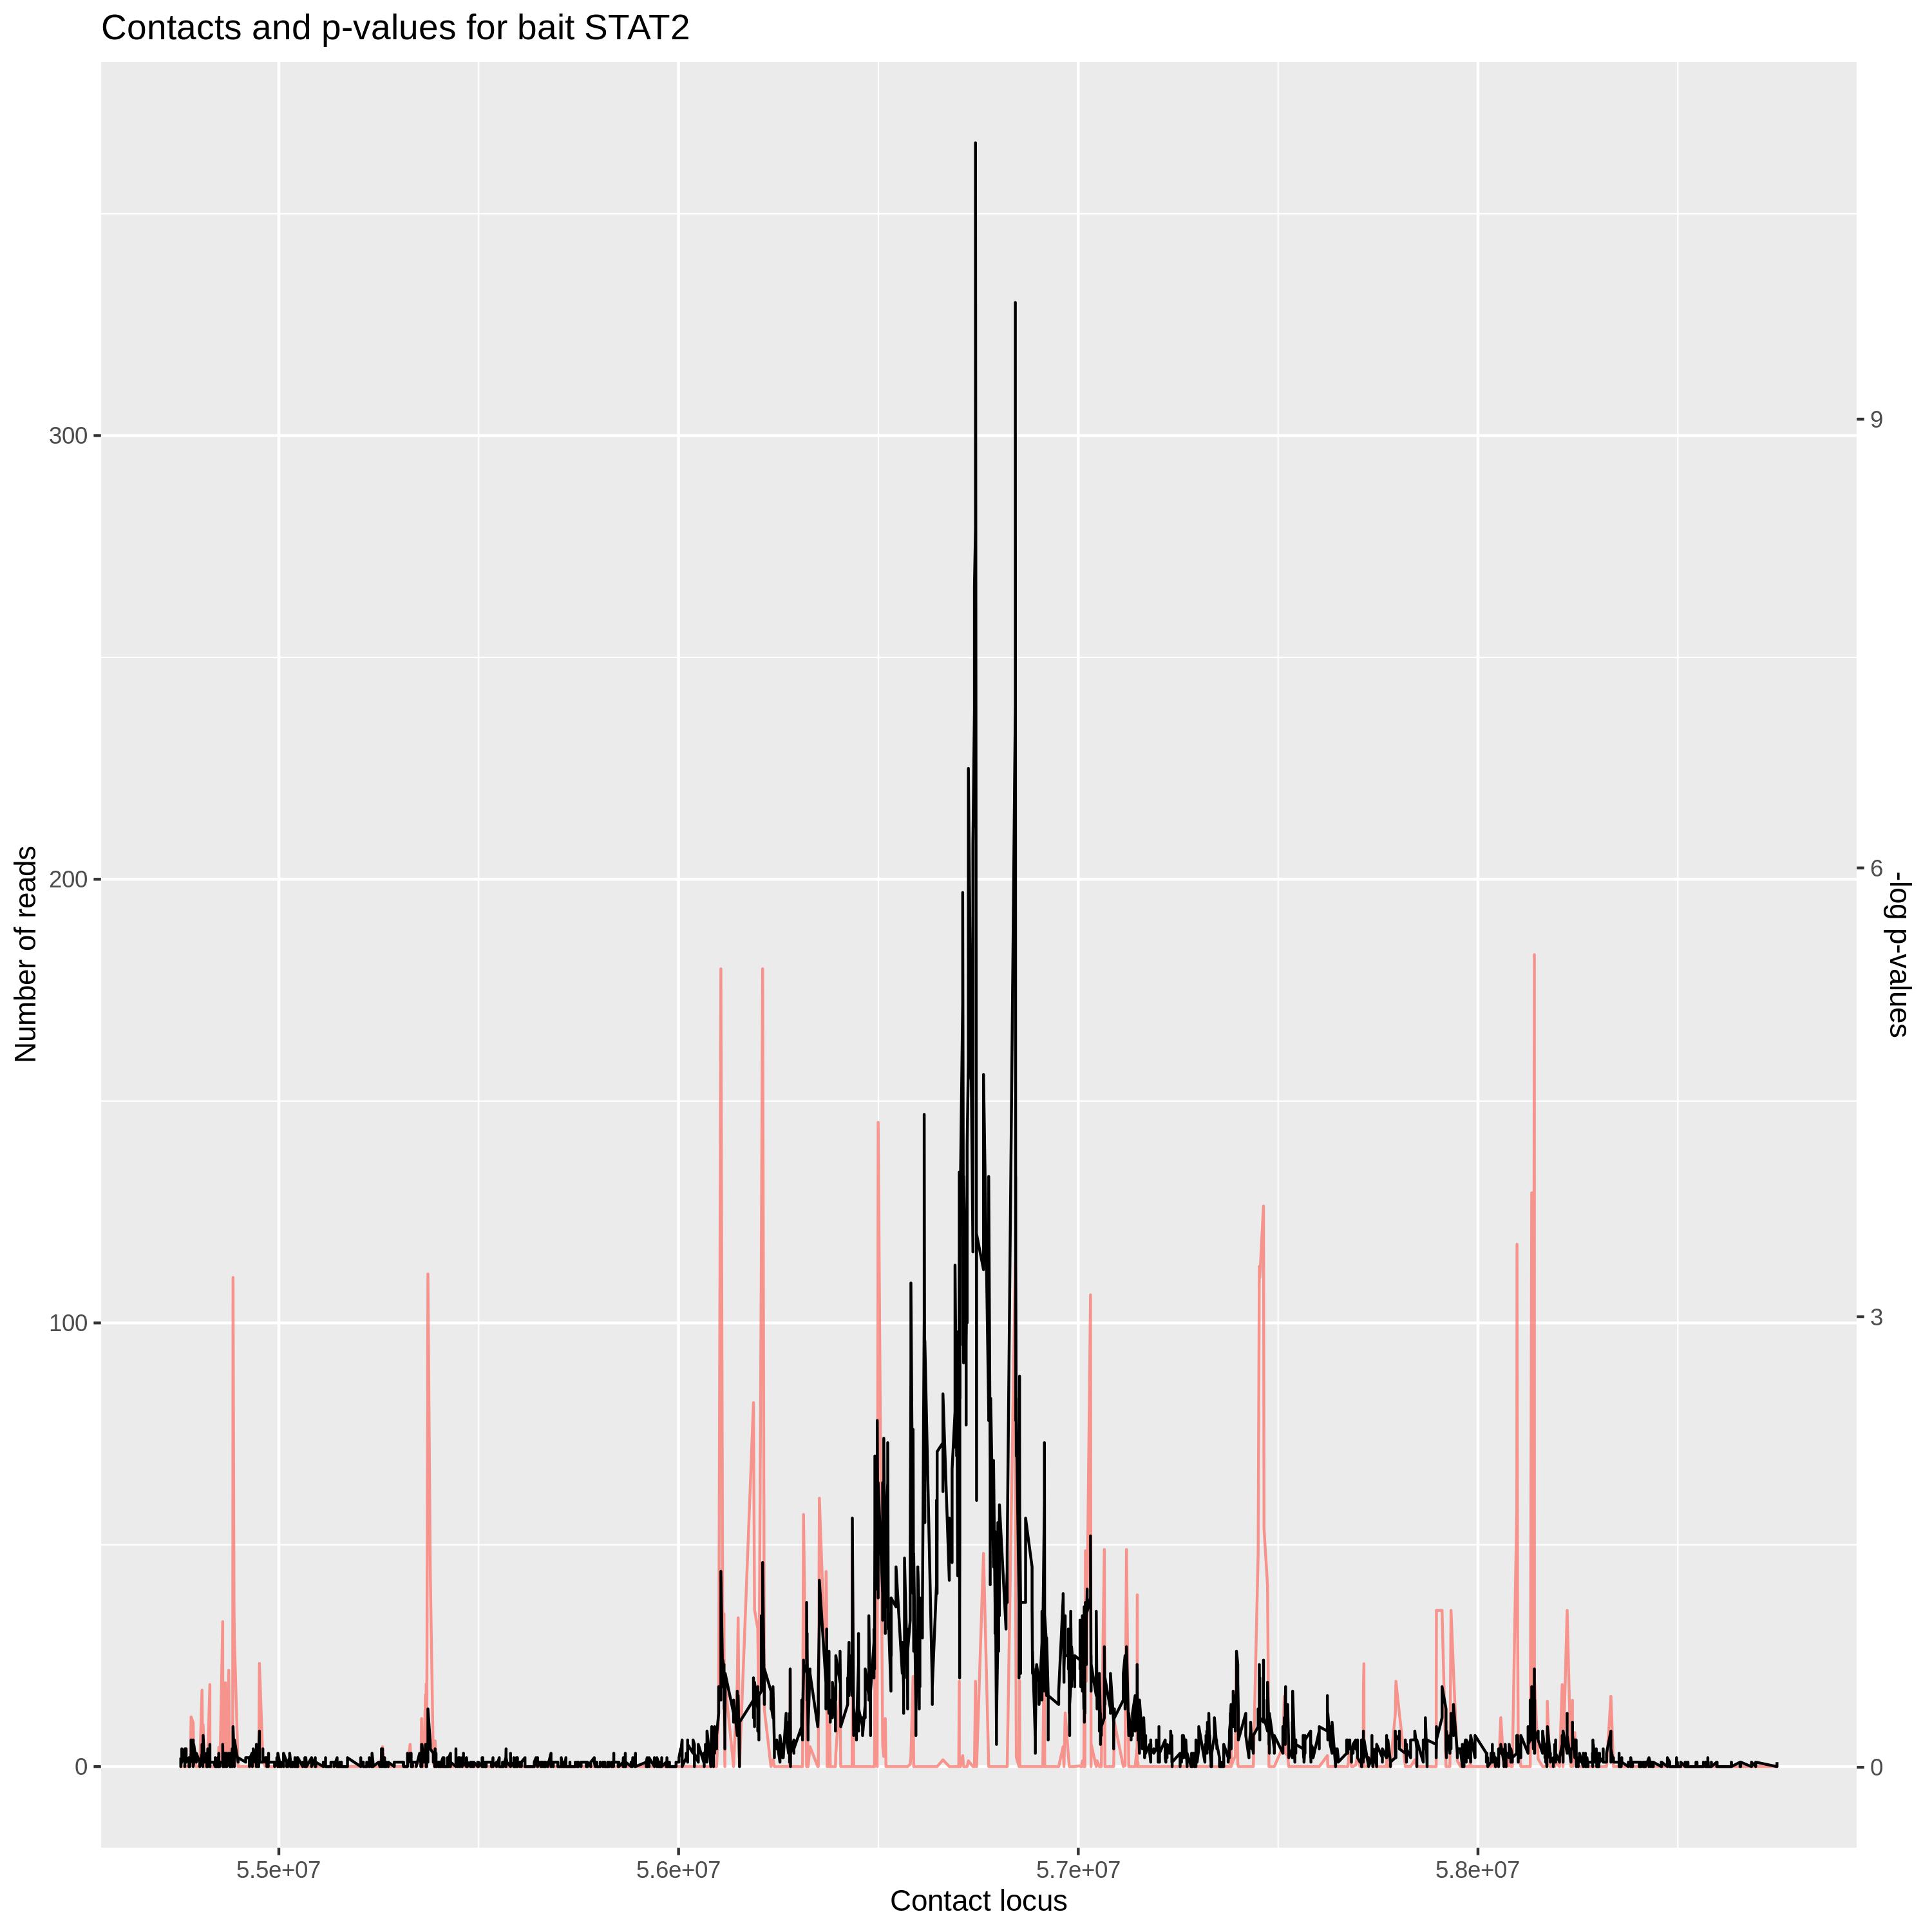 Contacts and p-values for bait STAT2
Number of reads
300
200
100
0
9
6
3
0
-log p-values
5.5e+07 5.6e+07 5.7e+07 5.8e+07
Contact locus